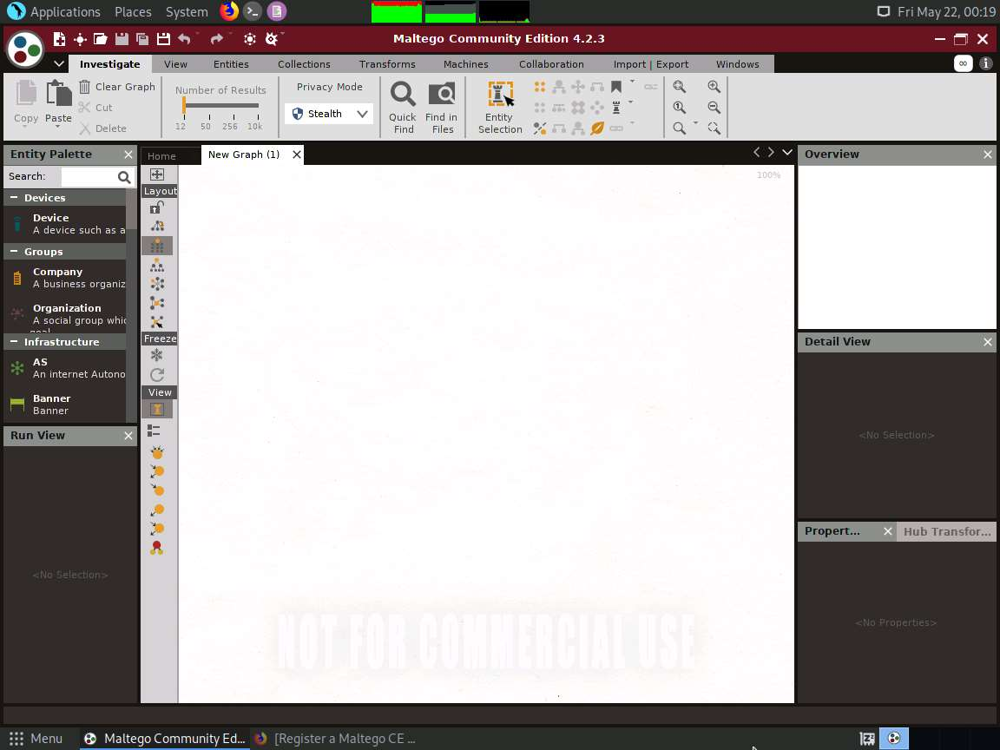 Applications Places System Fri May 22, 00:19
Maltego Community Edition 4.2.3
Investigate View Entities Collections Transforms Machines Collaboration Import | Export Windows
Copy
Paste
Clear Graph
Cut
Delete
Number of Results
12 50 256 10k
Privacy Mode
Stealth
Quick
Find
Find in
Files
Entity
Selection
Entity Palette
Search:
Devices
Device
A device such as a
Groups
Company
A business organiz
Organization
A social group whic
goal
Infrastructure
AS
An internet Autono
Banner
Banner
Run View
<No Selection>
Home
New Graph (1)
Layout
Freeze
View
100%
NOT FOR COMMERCIAL USE
Overview
Detail View
<No Selection>
Propert...
Hub Transfor...
<No Properties>
Menu
Maltego Community Ed...
[Register a Maltego CE ...